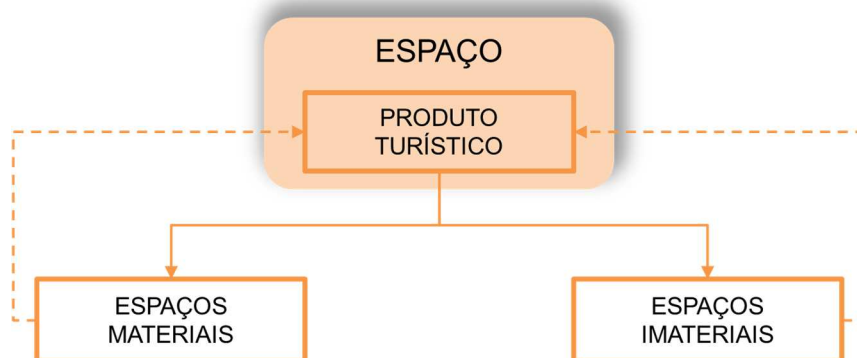 ESPAÇO
PRODUTO
TURÍSTICO
ESPAÇOS
MATERIAIS
ESPAÇOS
IMATERIAIS